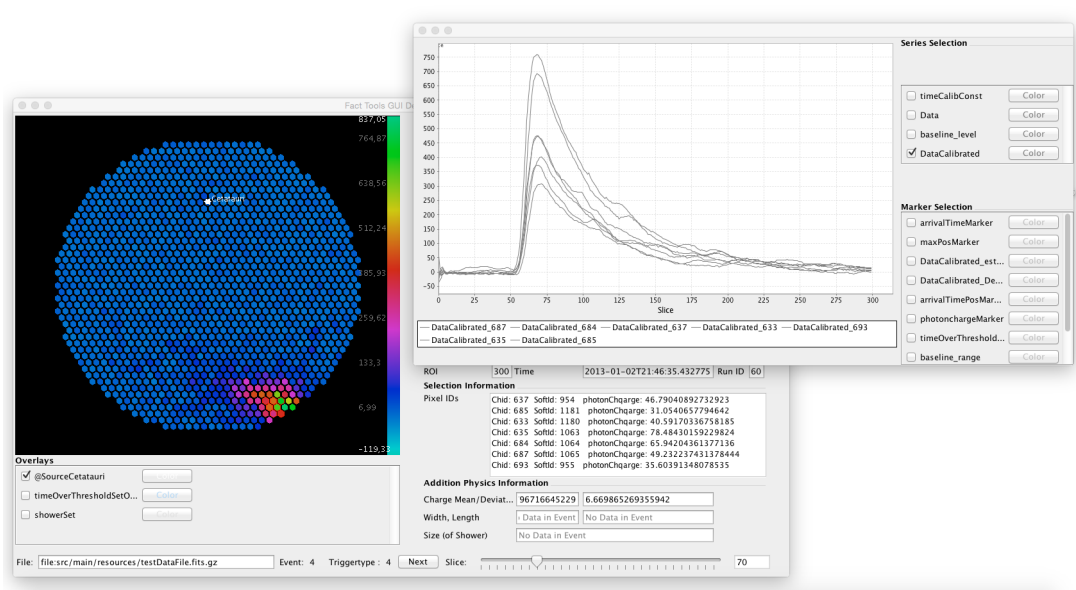 Series Selection
750
700
650
600
550
500
450
400
350
300
250
200
150
100
50
0
−50
0 25 50 75 100 125 150 175 200 225 250 275 300
Slice
DataCalibrated_687 DataCalibrated_684 DataCalibrated_637 DataCalibrated_633 DataCalibrated_693
DataCalibrated_635 DataCalibrated_685
timeCalibConst Color
Data Color
baseline_level Color
DataCalibrated Color
Marker Selection
arrivalTimeMarker Color
maxPosMarker Color
DataCalibrated_est... Color
DataCalibrated_De... Color
arrivalTimePosMar... Color
photonchargeMarker Color
timeOverThreshold... Color
baseline_range Color
Fact Tools GUI De
837,05
764,87
638,56
512,24
385,93
259,62
133,3
6,99
−119,33
Cetatauri
ROI 300 Time 2013-01-02T21:46:35.432775 Run ID 60
Selection Information
Pixel IDs
Chid: 637 SoftId: 954 photonChqarge: 46.79040892732923
Chid: 685 SoftId: 1181 photonChqarge: 31.0540657794642
Chid: 633 SoftId: 1180 photonChqarge: 40.59170336758185
Chid: 635 SoftId: 1063 photonChqarge: 78.48430159229824
Chid: 684 SoftId: 1064 photonChqarge: 65.94204361377136
Chid: 687 SoftId: 1065 photonChqarge: 49.232237431378444
Chid: 693 SoftId: 955 photonChqarge: 35.60391348078535
Addition Physics Information
Charge Mean/Deviat... 96716645229 6.669865269355942
Width, Length Data in Event No Data in Event
Size (of Shower) No Data in Event
Overlays
@SourceCetatauri
timeOverThresholdSetO... Color
showerSet Color
File: file:src/main/resources/testDataFile.fits.gz Event: 4 Triggertype : 4 Next Slice: 70